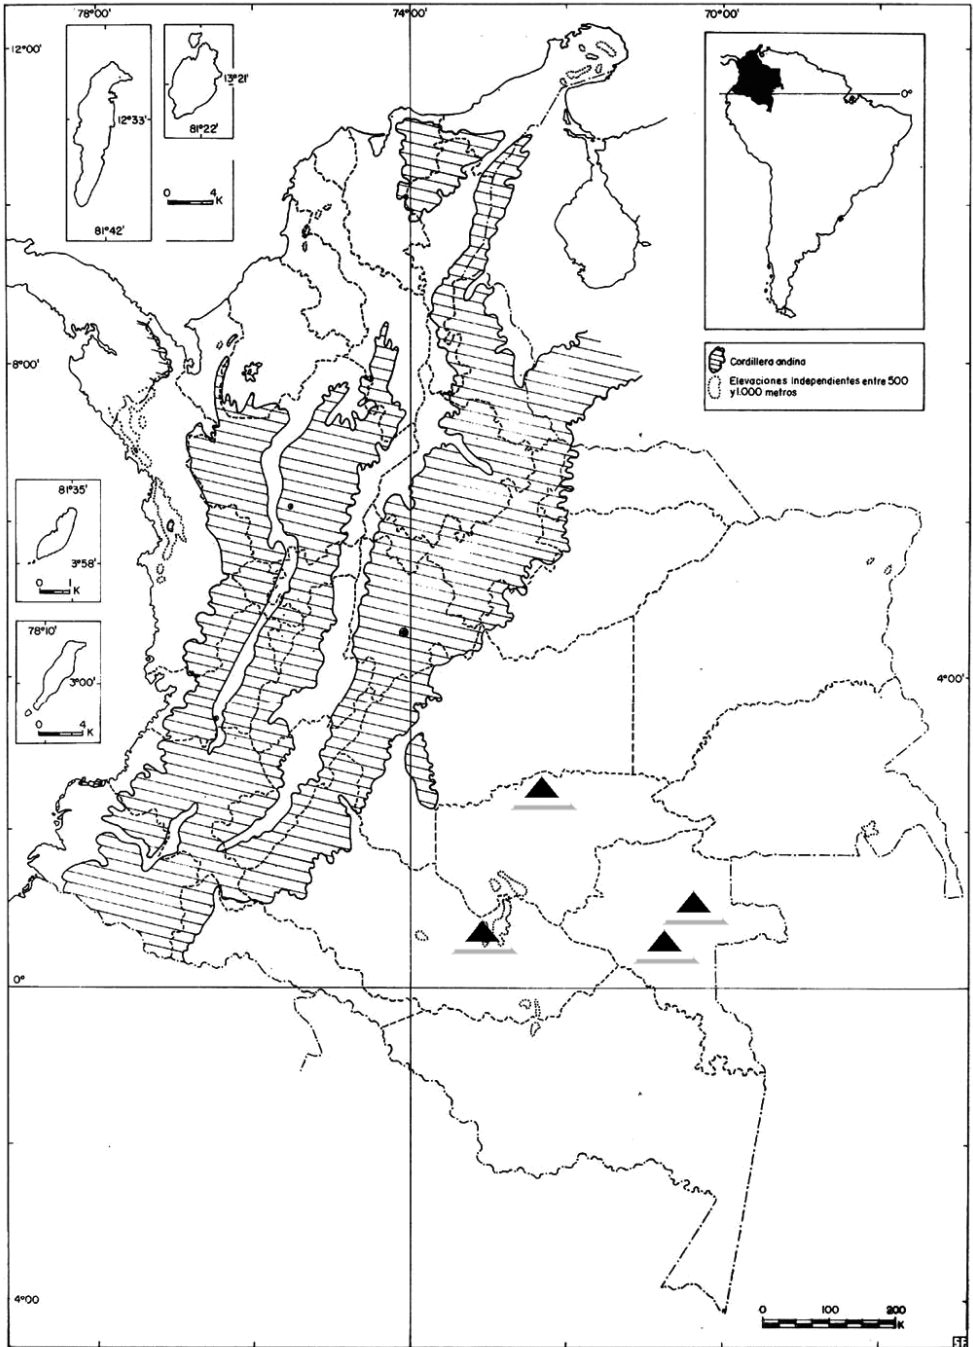 78°00'
74°00'
70°00'
12°00'
12°33'
81°42'
13°21'
81°22'
0 4
K
0°
8°00'
Cordillera andina
Elevaciones independientes entre 500
y1.000 metros
81°35'
3°58'
0 1
K
78°10'
3°00'
0 4
K
4°00'
0°
4°00
0 100 200
K
SF